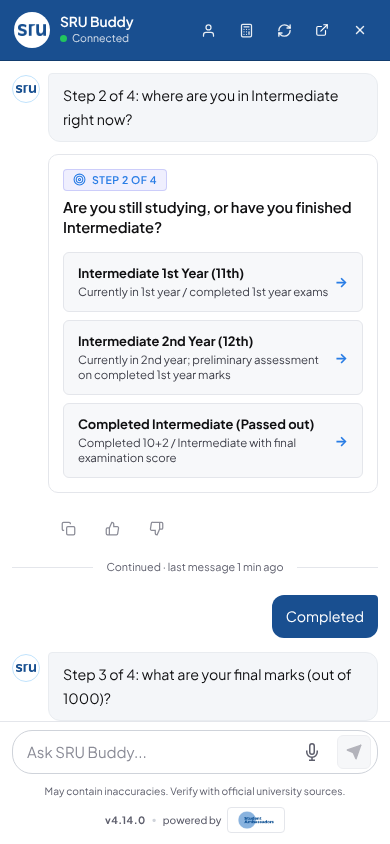 sru
SRU Buddy
Connected
sru
Step 2 of 4: where are you in Intermediate
right now?
STEP 2 OF 4
Are you still studying, or have you finished
Intermediate?
Intermediate 1st Year (11th)
Currently in 1st year / completed 1st year exams
Intermediate 2nd Year (12th)
Currently in 2nd year; preliminary assessment
on completed 1st year marks
Completed Intermediate (Passed out)
Completed 10+2 / Intermediate with final
examination score
Continued · last message 1 min ago
Completed
sru
Step 3 of 4: what are your final marks (out of
1000)?
Ask SRU Buddy...
May contain inaccuracies. Verify with official university sources.
v4.14.0 • powered by
Student
Ambassadors